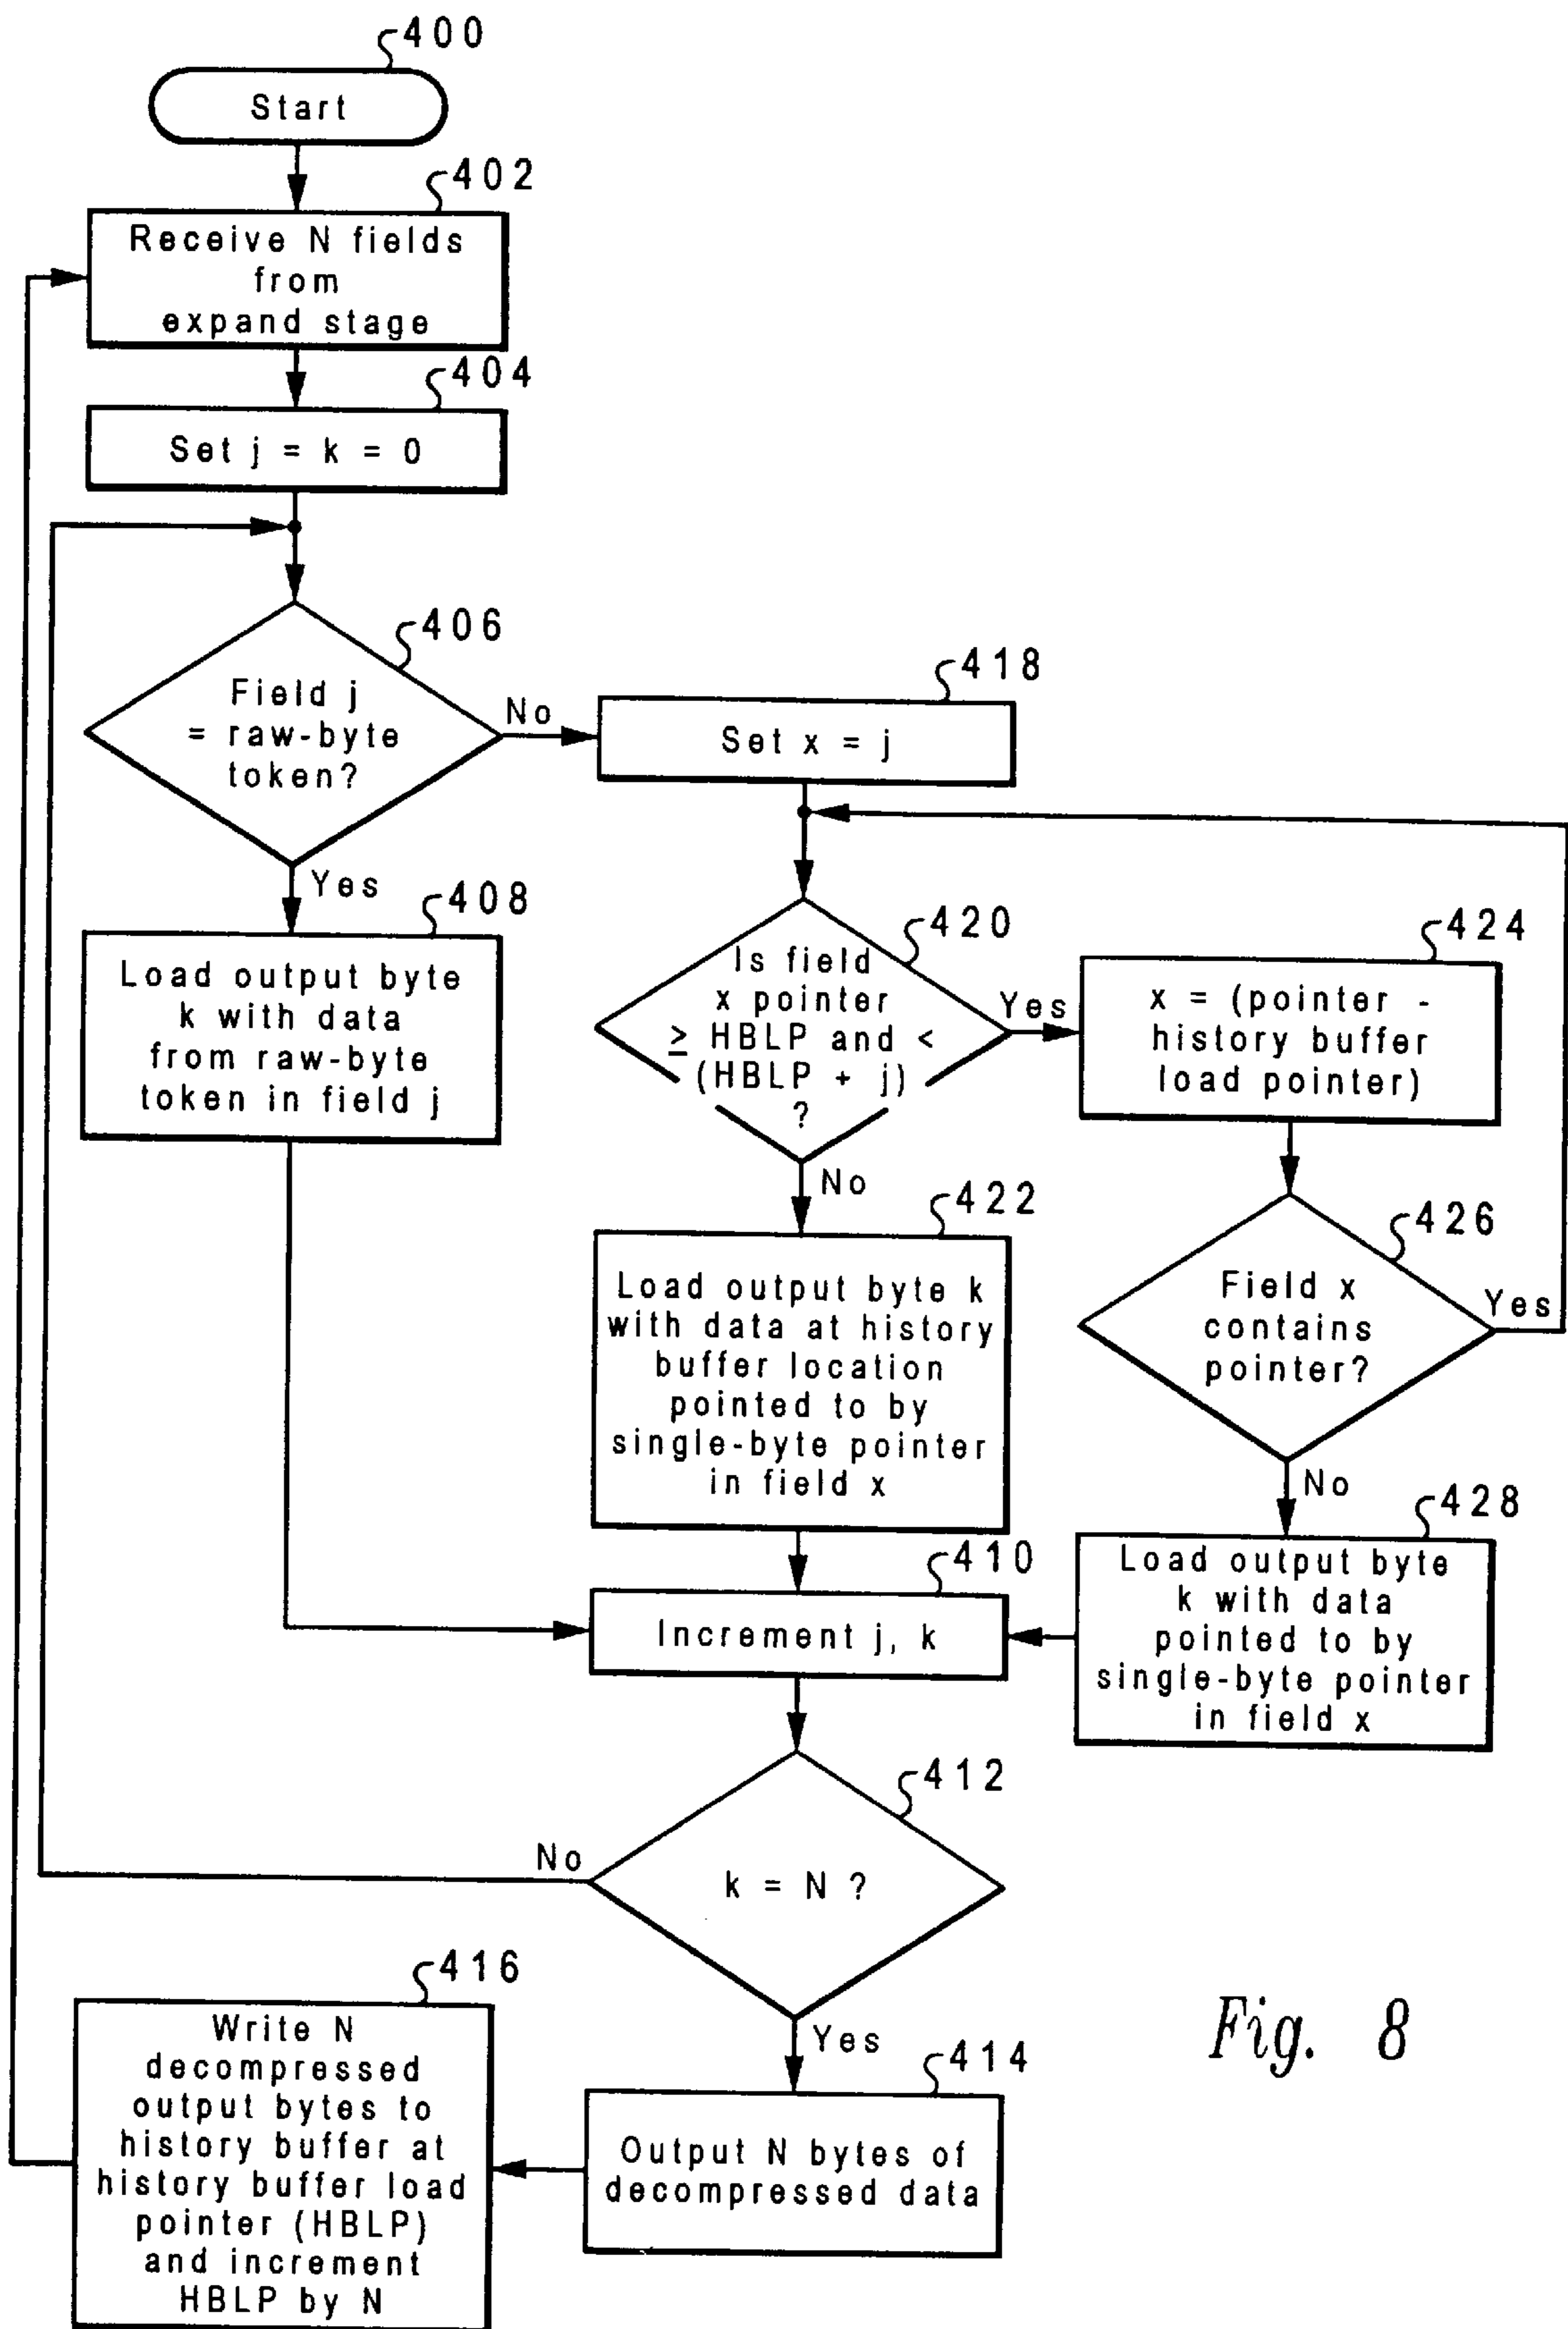 400
Start
402
Receive N fields
from
expand stage
404
Set j = k = 0
406
Field j
= raw-byte
token?
No
Yes
418
Set x = j
408
Load output byte
k with data
from raw-byte
token in field j
420
Is field
x pointer
≥ HBLP and <
(HBLP + j)
?
Yes
No
424
x = (pointer -
history buffer
load pointer)
426
Field x
contains
pointer?
Yes
No
422
Load output byte k
with data at history
buffer location
pointed to by
single-byte pointer
in field x
428
Load output byte
k with data
pointed to by
single-byte pointer
in field x
410
Increment j, k
412
k = N ?
No
Yes
414
Output N bytes of
decompressed data
416
Write N
decompressed
output bytes to
history buffer at
history buffer load
pointer (HBLP)
and increment
HBLP by N
Fig. 8